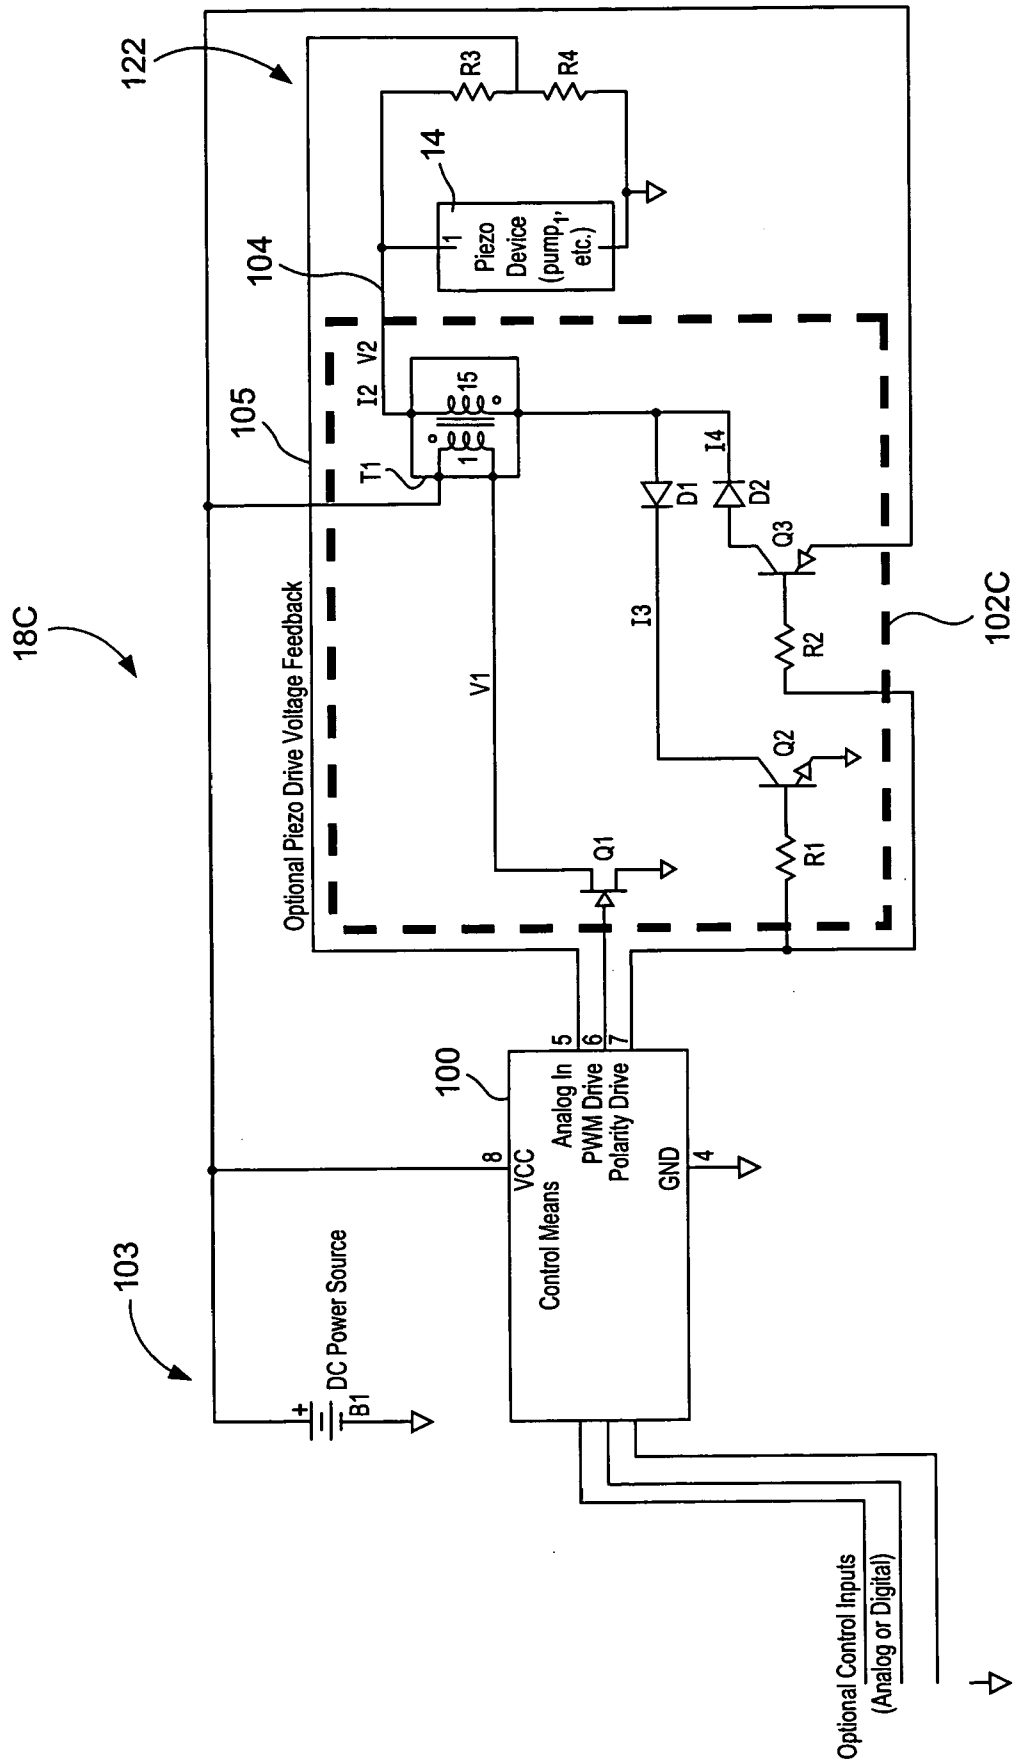 18C
103
122
105
104
14
+
DC Power Source
B1
Optional Piezo Drive Voltage Feedback
T1
1
15
I2
V2
1
Piezo
Device
(pump1,
etc.)
R3
R4
V1
I3
I4
D1
D2
Q1
Q2
Q3
R1
R2
102C
100
8
VCC
Control Means
Analog In
PWM Drive
Polarity Drive
5
6
7
GND
4
Optional Control Inputs
(Analog or Digital)